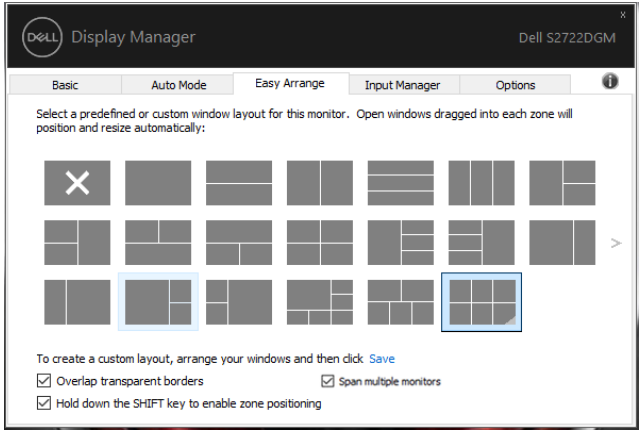 DELL Display Manager
x
Dell S2722DGM
Basic Auto Mode Easy Arrange Input Manager Options
Select a predefined or custom window layout for this monitor. Open windows dragged into each zone will
position and resize automatically:
To create a custom layout, arrange your windows and then click Save
Overlap transparent borders
Span multiple monitors
Hold down the SHIFT key to enable zone positioning